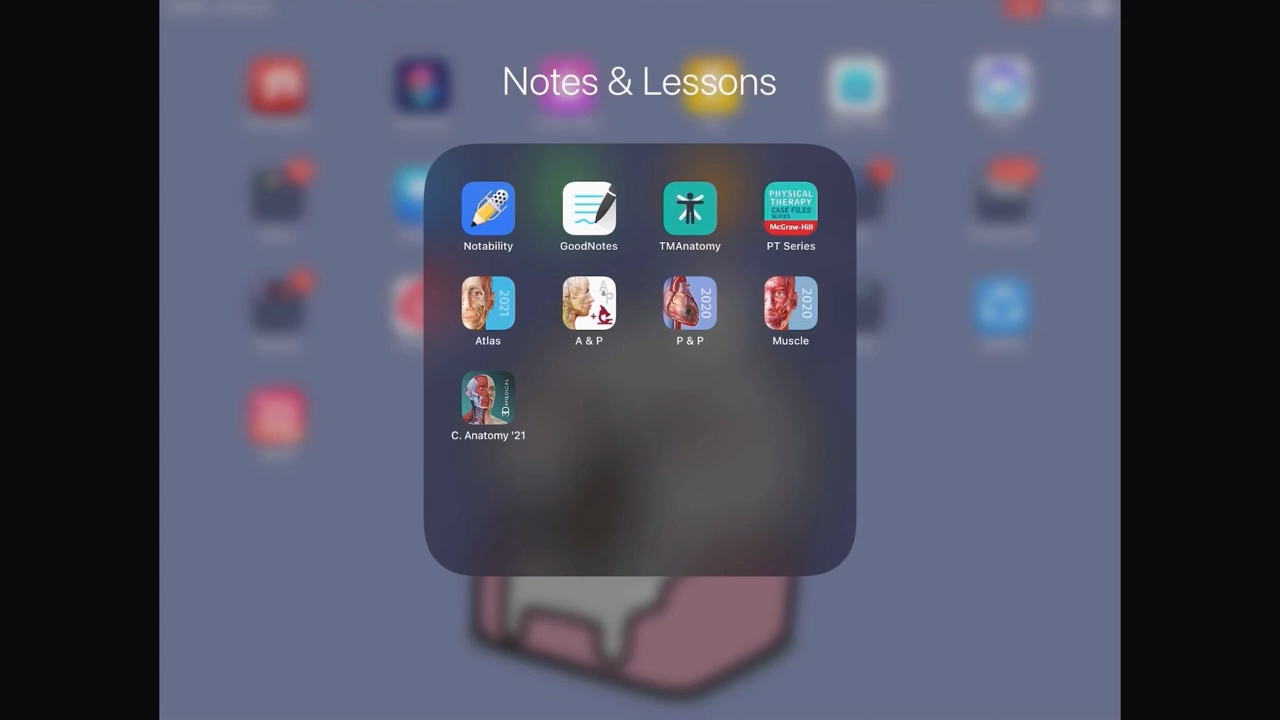 Notes & Lessons
Notability
GoodNotes
TMAnatomy
PHYSICAL
THERAPY
CASE FILES
SERIES
McGraw-Hill
PT Series
2021
Atlas
A
&
P
A & P
2020
P & P
2020
Muscle
3D4MEDICAL
C. Anatomy '21